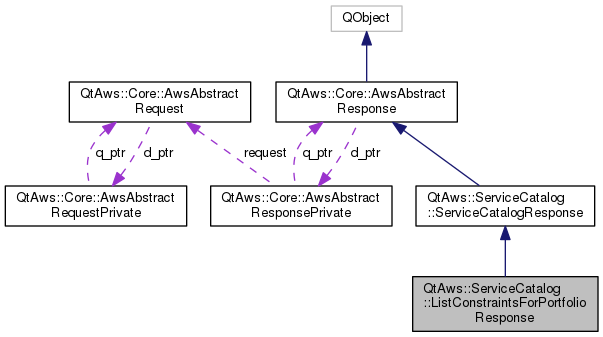 QObject
QtAws::Core::AwsAbstract
Request
QtAws::Core::AwsAbstract
Response
q_ptr
d_ptr
request
q_ptr
d_ptr
QtAws::Core::AwsAbstract
RequestPrivate
QtAws::Core::AwsAbstract
ResponsePrivate
QtAws::ServiceCatalog
::ServiceCatalogResponse
QtAws::ServiceCatalog
::ListConstraintsForPortfolio
Response